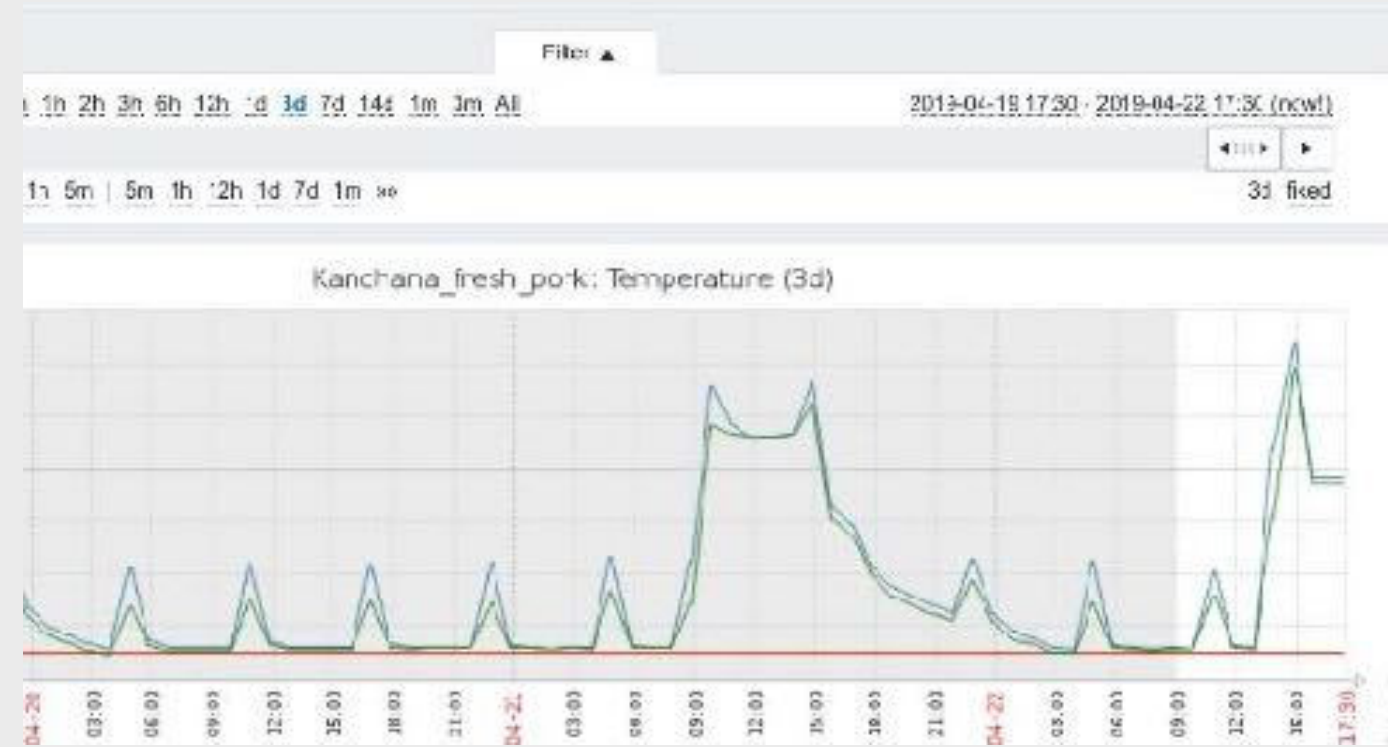 Filter ▲
1h 2h 3h 6h 12h 1d 3d 7d 14d 1m 3m All
2019-04-19 17:30 - 2019-04-22 17:30 (now!)
1h 5m | 5m 1h 12h 1d 7d 1m »»
3d fixed
Kanchana_fresh_pork: Temperature (3d)
04-20 03:00 06:00 09:00 12:00 15:00 18:00 21:00 04-21 03:00 06:00 09:00 12:00 15:00 18:00 21:00 04-22 03:00 06:00 09:00 12:00 17:30